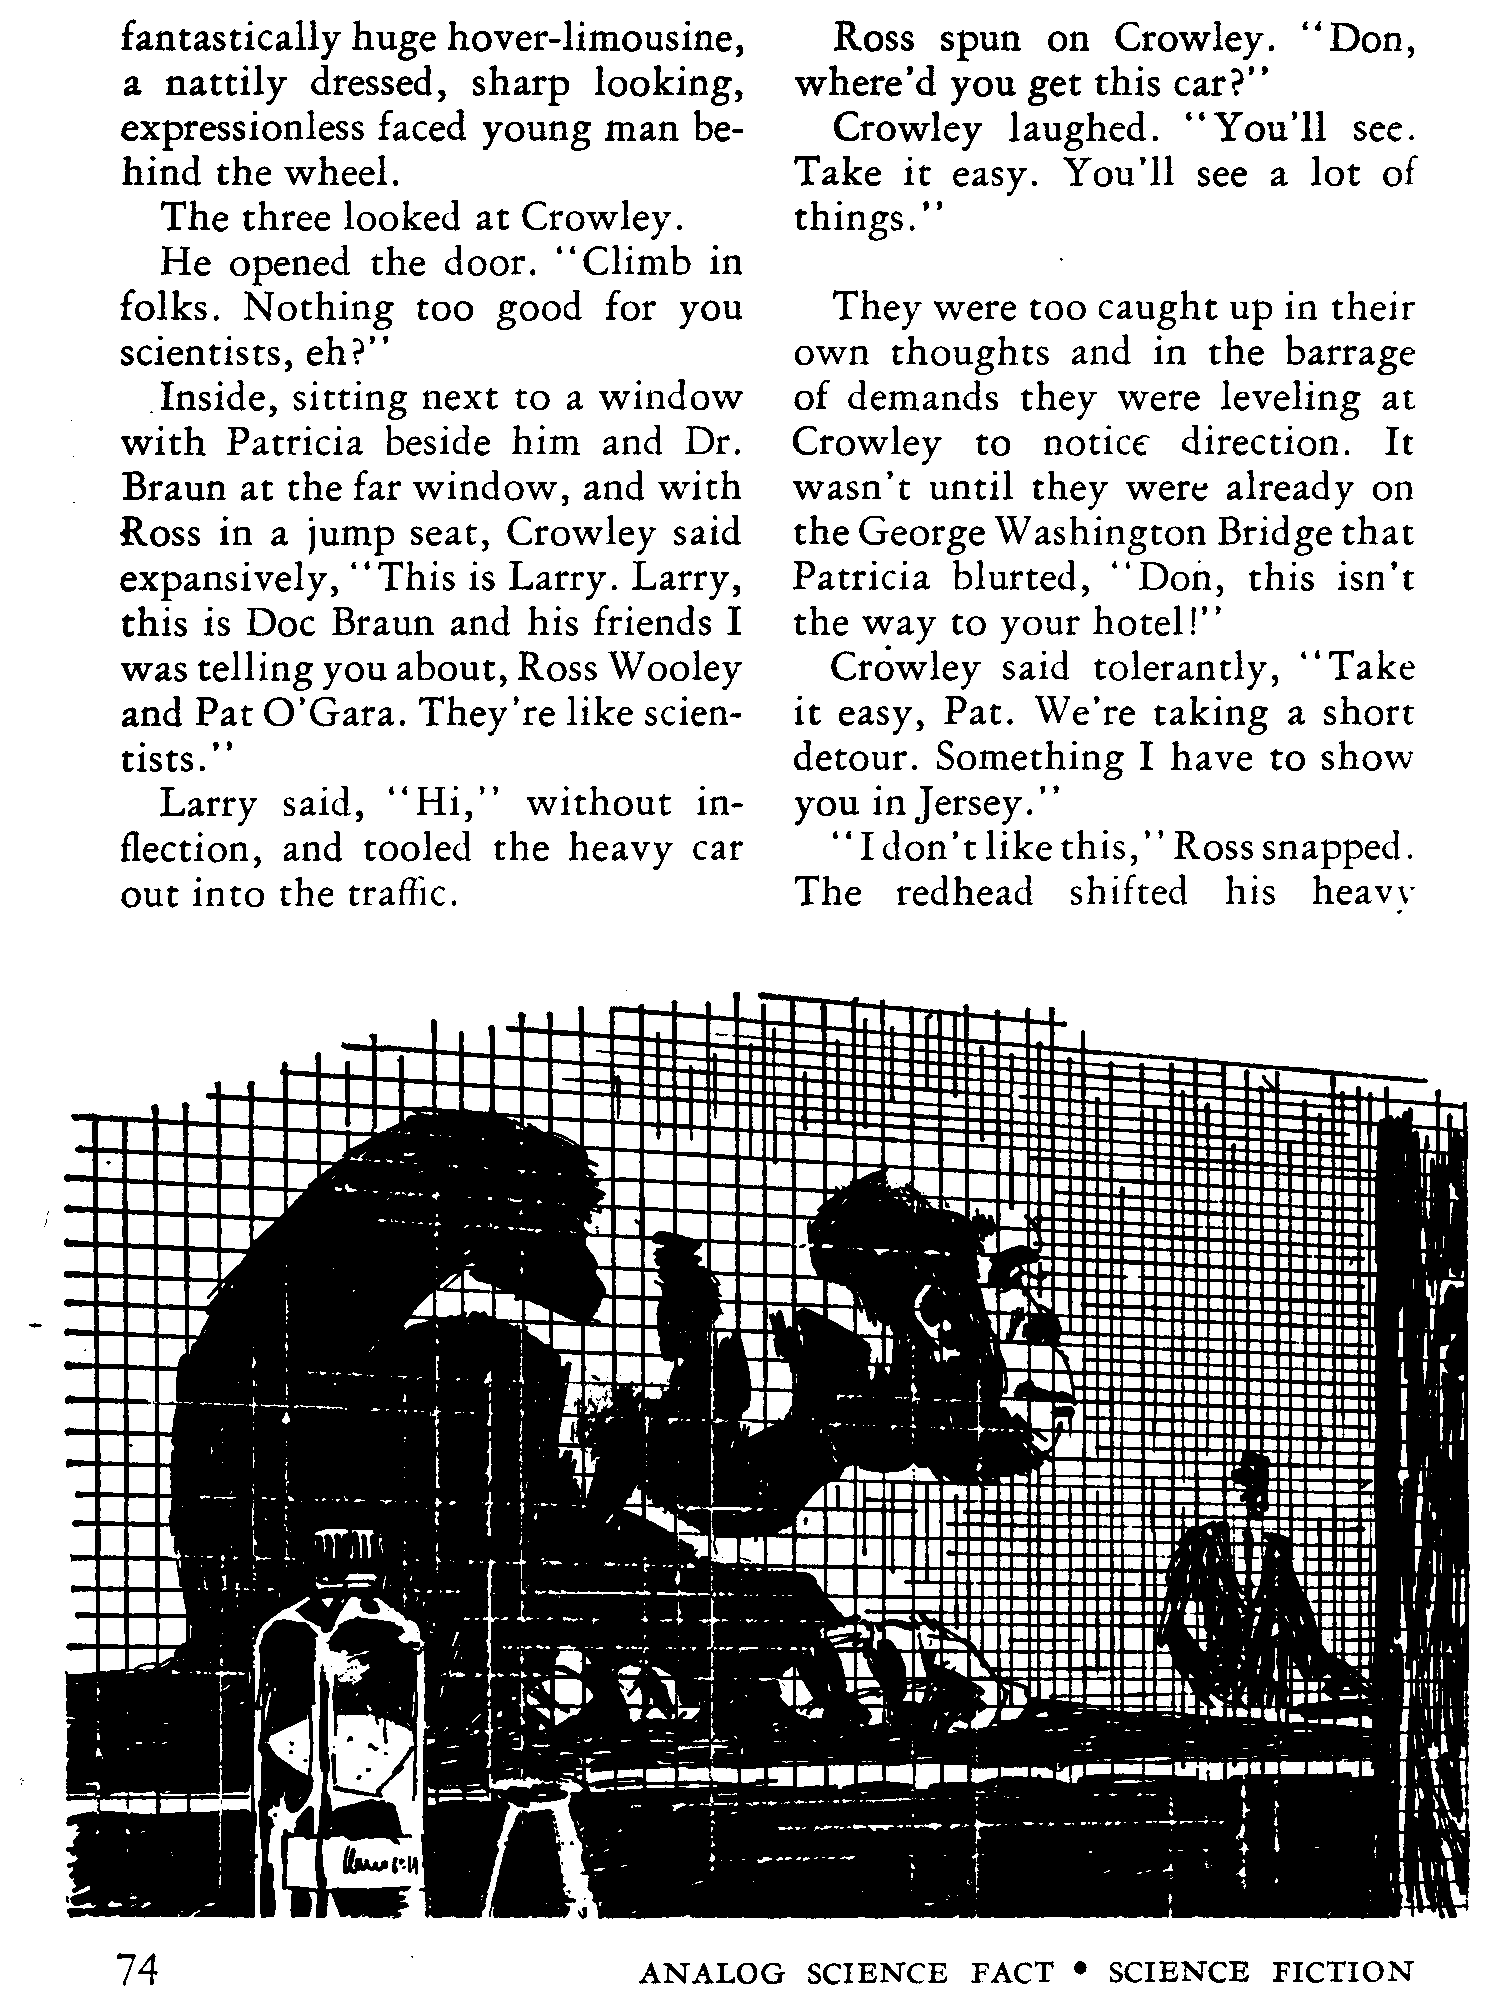 fantastically huge hover-limousine,
a nattily dressed, sharp looking,
expressionless faced young man be-
hind the wheel.
The three looked at Crowley.
He opened the door. "Climb in
folks. Nothing too good for you
scientists, eh?"
Inside, sitting next to a window
with Patricia beside him and Dr.
Braun at the far window, and with
Ross in a jump seat, Crowley said
expansively, "This is Larry. Larry,
this is Doc Braun and his friends I
was telling you about, Ross Wooley
and Pat O'Gara. They're like scien-
tists."
Larry said, "Hi," without in-
flection, and tooled the heavy car
out into the traffic.
Ross spun on Crowley. "Don,
where'd you get this car?"
Crowley laughed. "You'll see.
Take it easy. You'll see a lot of
things."
They were too caught up in their
own thoughts and in the barrage
of demands they were leveling at
Crowley to notice direction. It
wasn't until they were already on
the George Washington Bridge that
Patricia blurted, "Don, this isn't
the way to your hotel!"
Crowley said tolerantly, "Take
it easy, Pat. We're taking a short
detour. Something I have to show
you in Jersey."
"I don't like this," Ross snapped.
The redhead shifted his heavy
74
ANALOG SCIENCE FACT • SCIENCE FICTION